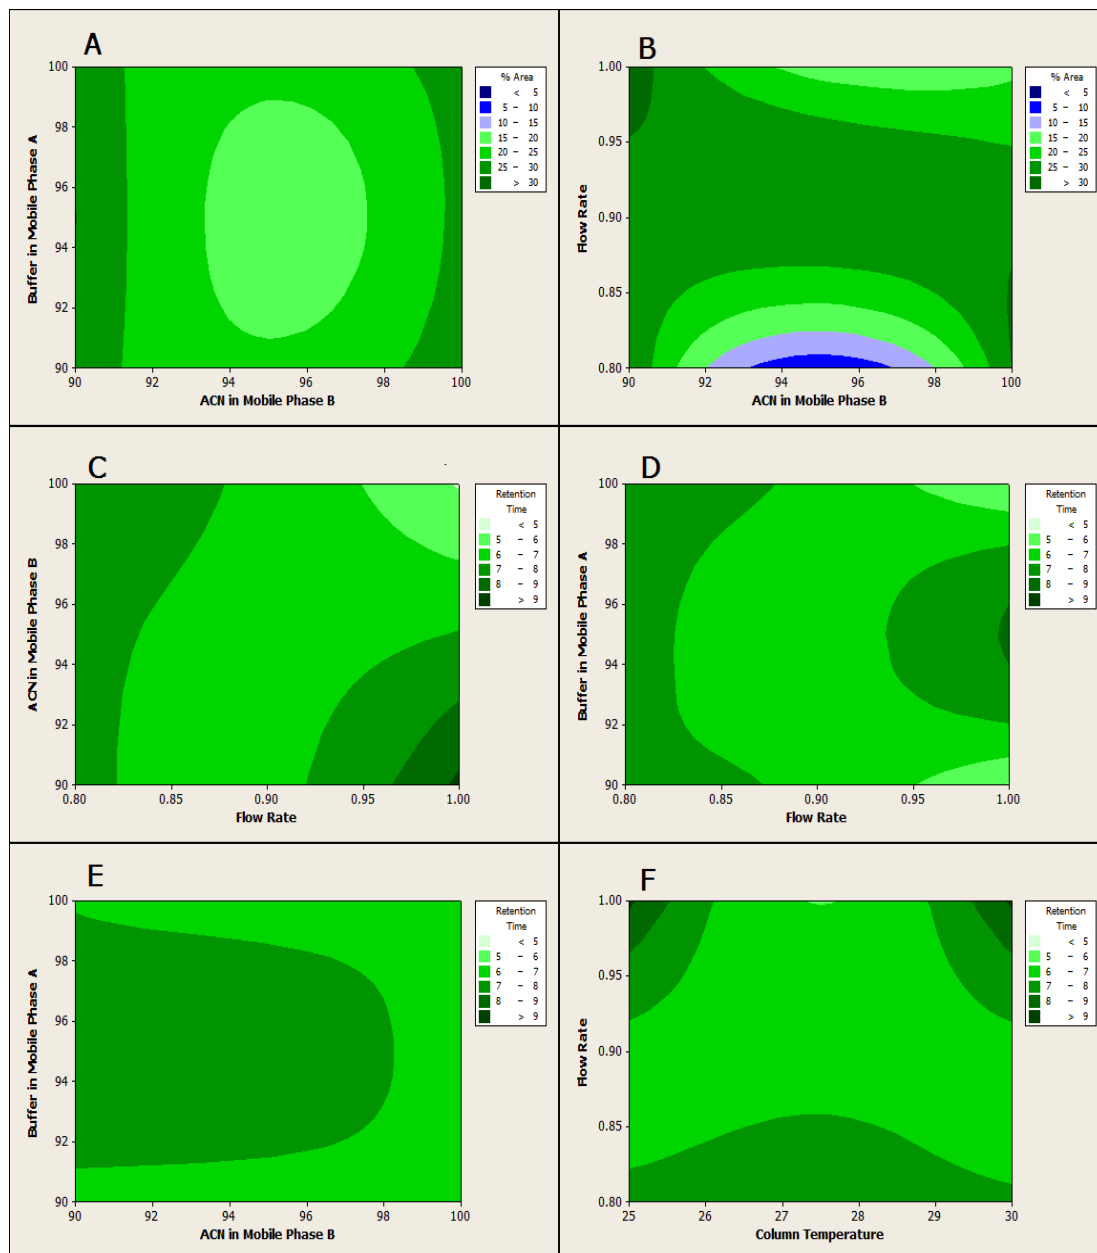 A
100
98
96
94
92
90
Buffer in Mobile Phase A
90 92 94 96 98 100
ACN in Mobile Phase B
% Area
< 5
5 – 10
10 – 15
15 – 20
20 – 25
25 – 30
> 30
B
1.00
0.95
0.90
0.85
0.80
Flow Rate
90 92 94 96 98 100
ACN in Mobile Phase B
% Area
< 5
5 – 10
10 – 15
15 – 20
20 – 25
25 – 30
> 30
C
100
98
96
94
92
90
ACN in Mobile Phase B
0.80 0.85 0.90 0.95 1.00
Flow Rate
Retention
Time
< 5
5 – 6
6 – 7
7 – 8
8 – 9
> 9
D
100
98
96
94
92
90
Buffer in Mobile Phase A
0.80 0.85 0.90 0.95 1.00
Flow Rate
Retention
Time
< 5
5 – 6
6 – 7
7 – 8
8 – 9
> 9
E
100
98
96
94
92
90
Buffer in Mobile Phase A
90 92 94 96 98 100
ACN in Mobile Phase B
Retention
Time
< 5
5 – 6
6 – 7
7 – 8
8 – 9
> 9
F
1.00
0.95
0.90
0.85
0.80
Flow Rate
25 26 27 28 29 30
Column Temperature
Retention
Time
< 5
5 – 6
6 – 7
7 – 8
8 – 9
> 9